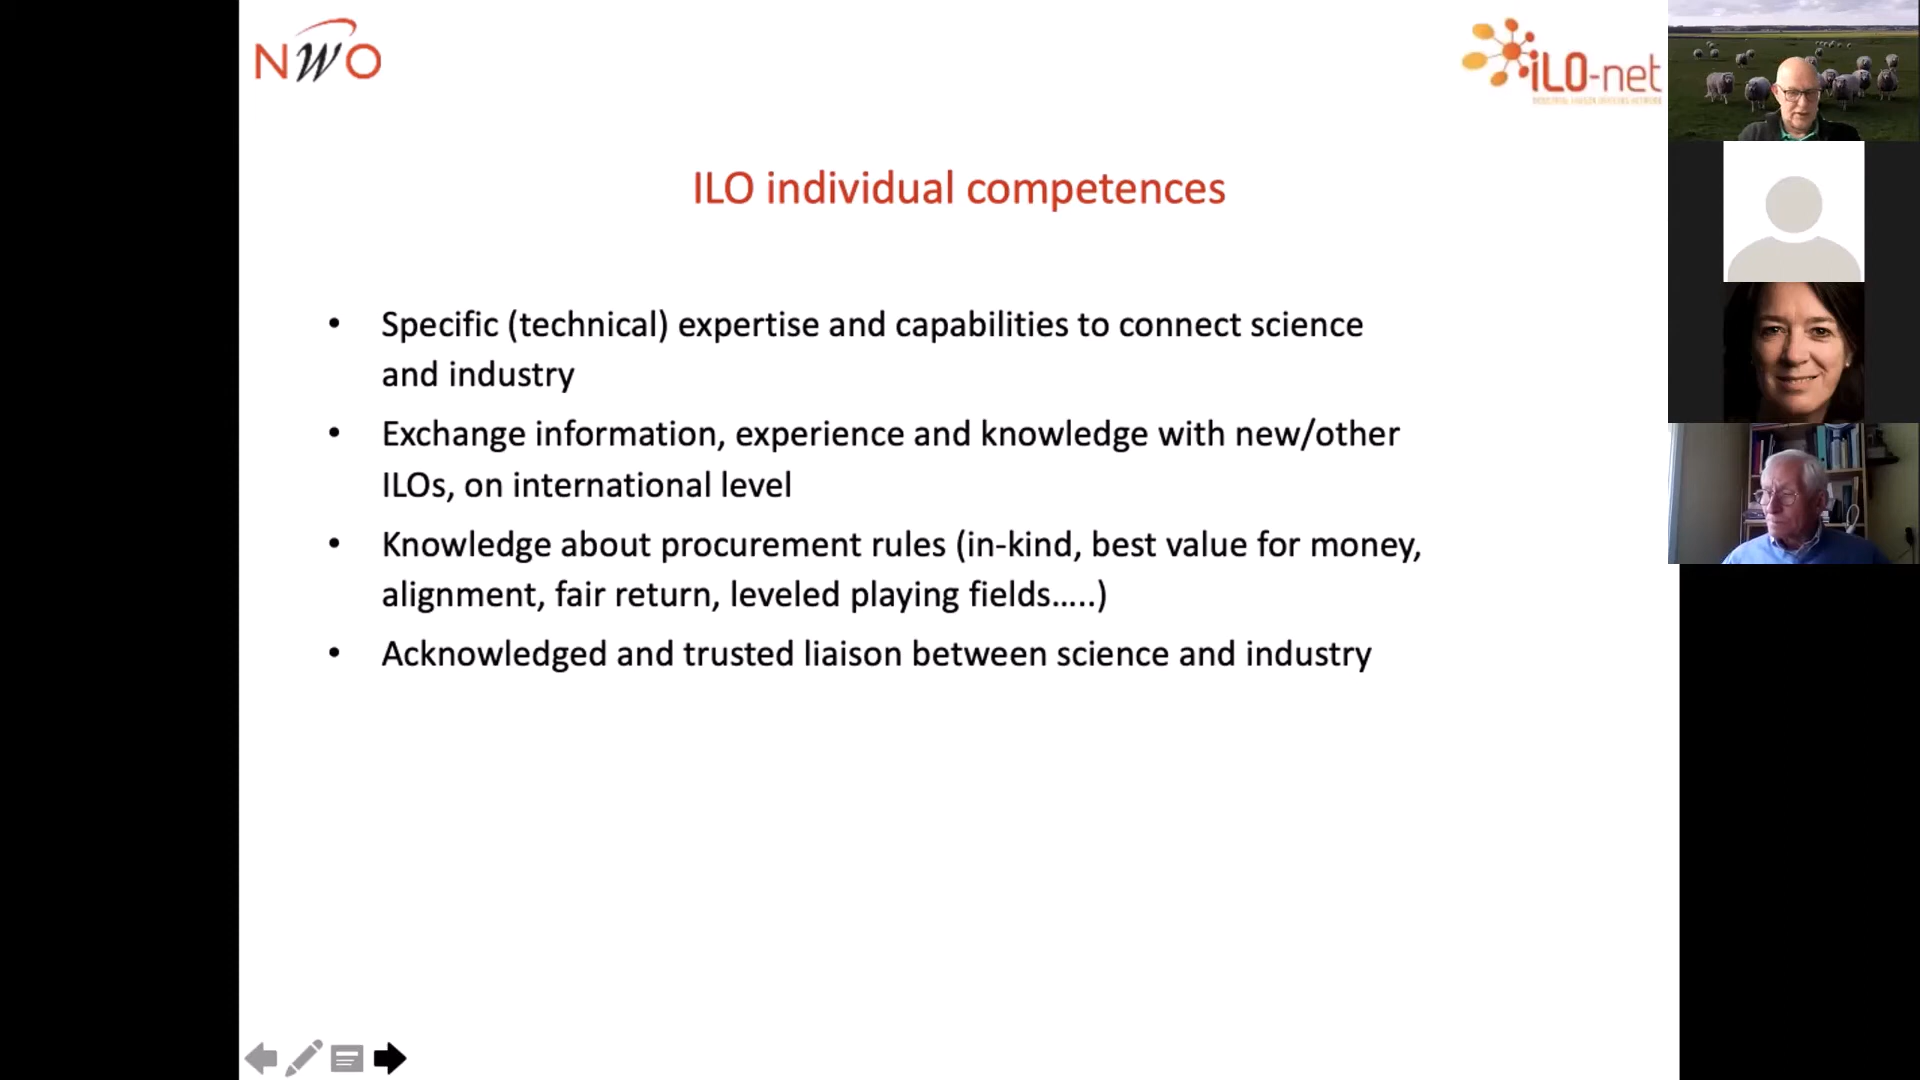 NWO
iLO-net
ILO individual competences
• Specific (technical) expertise and capabilities to connect science
and industry
• Exchange information, experience and knowledge with new/other
ILOs, on international level
• Knowledge about procurement rules (in-kind, best value for money,
alignment, fair return, leveled playing fields…..)
• Acknowledged and trusted liaison between science and industry